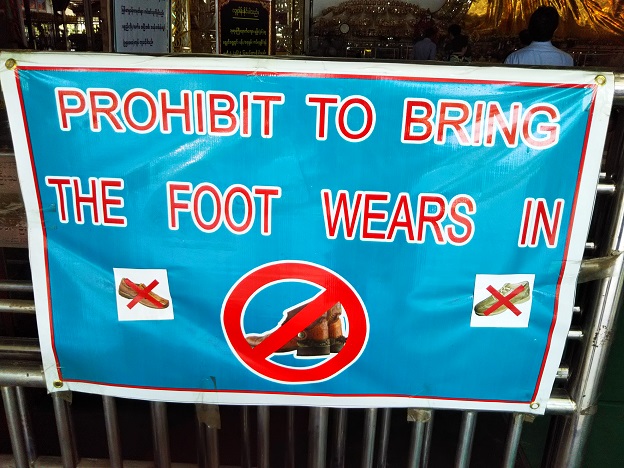 PROHIBIT TO BRING
THE FOOT WEARS IN